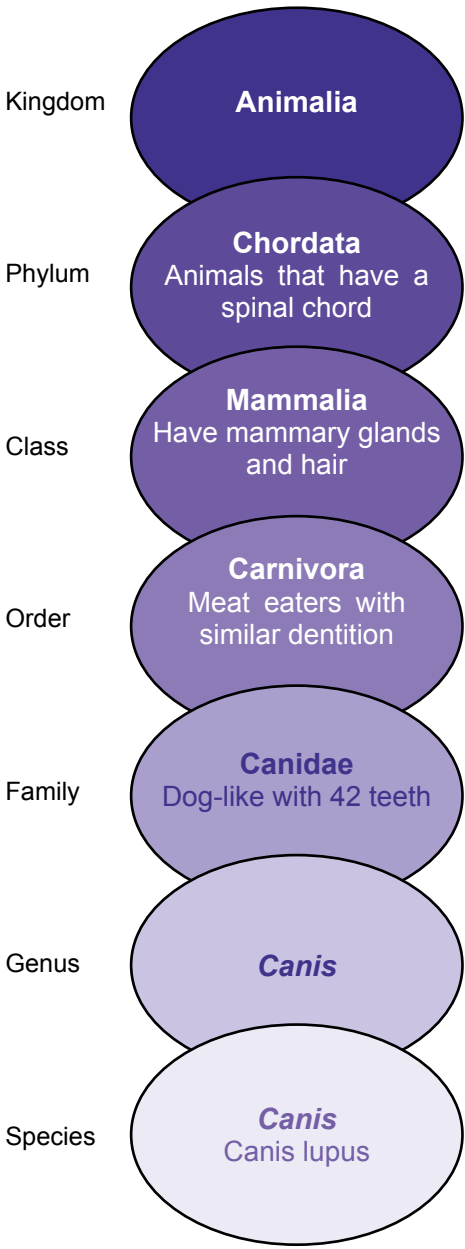 Kingdom
Animalia
Phylum
Chordata
Animals that have a
spinal chord
Class
Mammalia
Have mammary glands
and hair
Order
Carnivora
Meat eaters with
similar dentition
Family
Canidae
Dog-like with 42 teeth
Genus
Canis
Species
Canis
Canis lupus